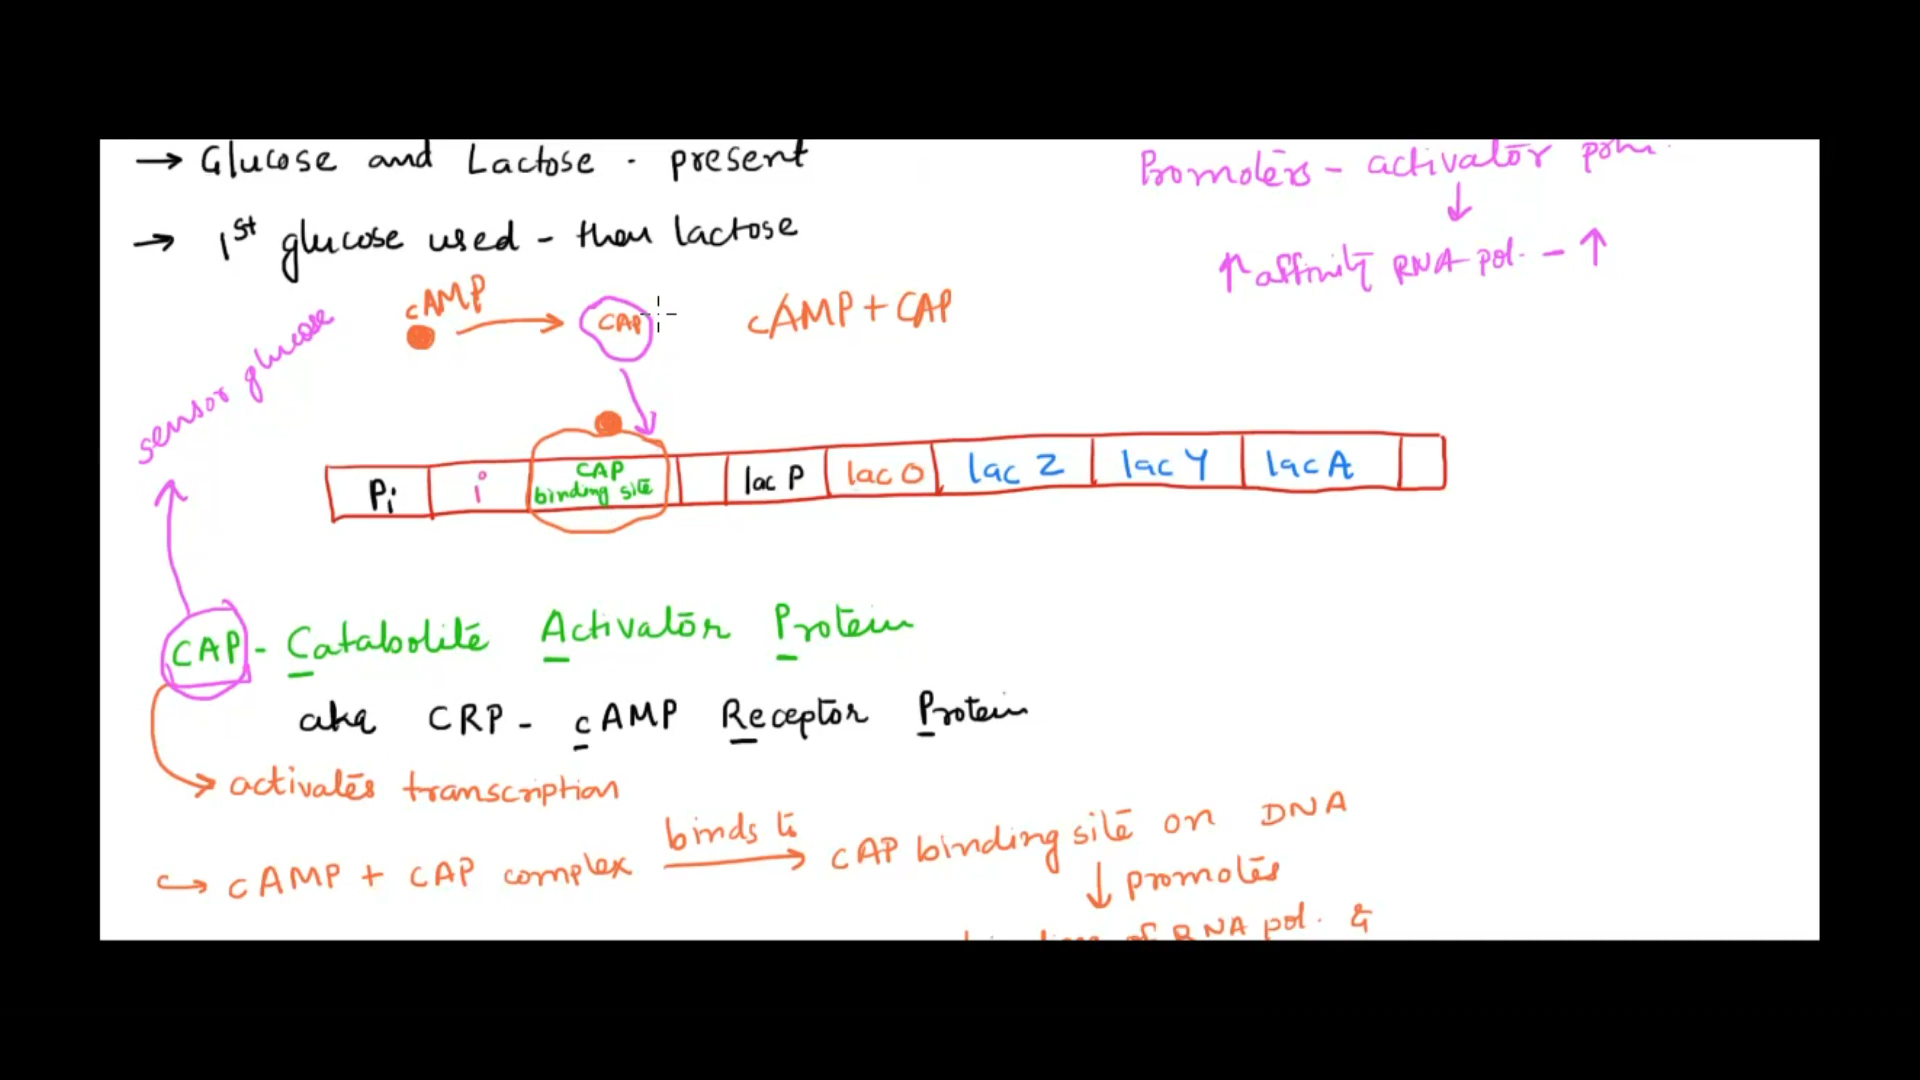 → Glucose and Lactose - present
→ 1st glucose used - then lactose
Promoters - activator
↓
↑ affinity RNA pol. - ↑
sensor glucose
cAMP → CAP
cAMP + CAP
Pi i CAP binding site lac P lac O lac Z lac Y lac A
CAP - Catabolite Activator Protein
aka CRP - cAMP Receptor Protein
→ activates transcription
↪ cAMP + CAP complex binds to → CAP binding site on DNA
↓ promotes
of RNA pol. &